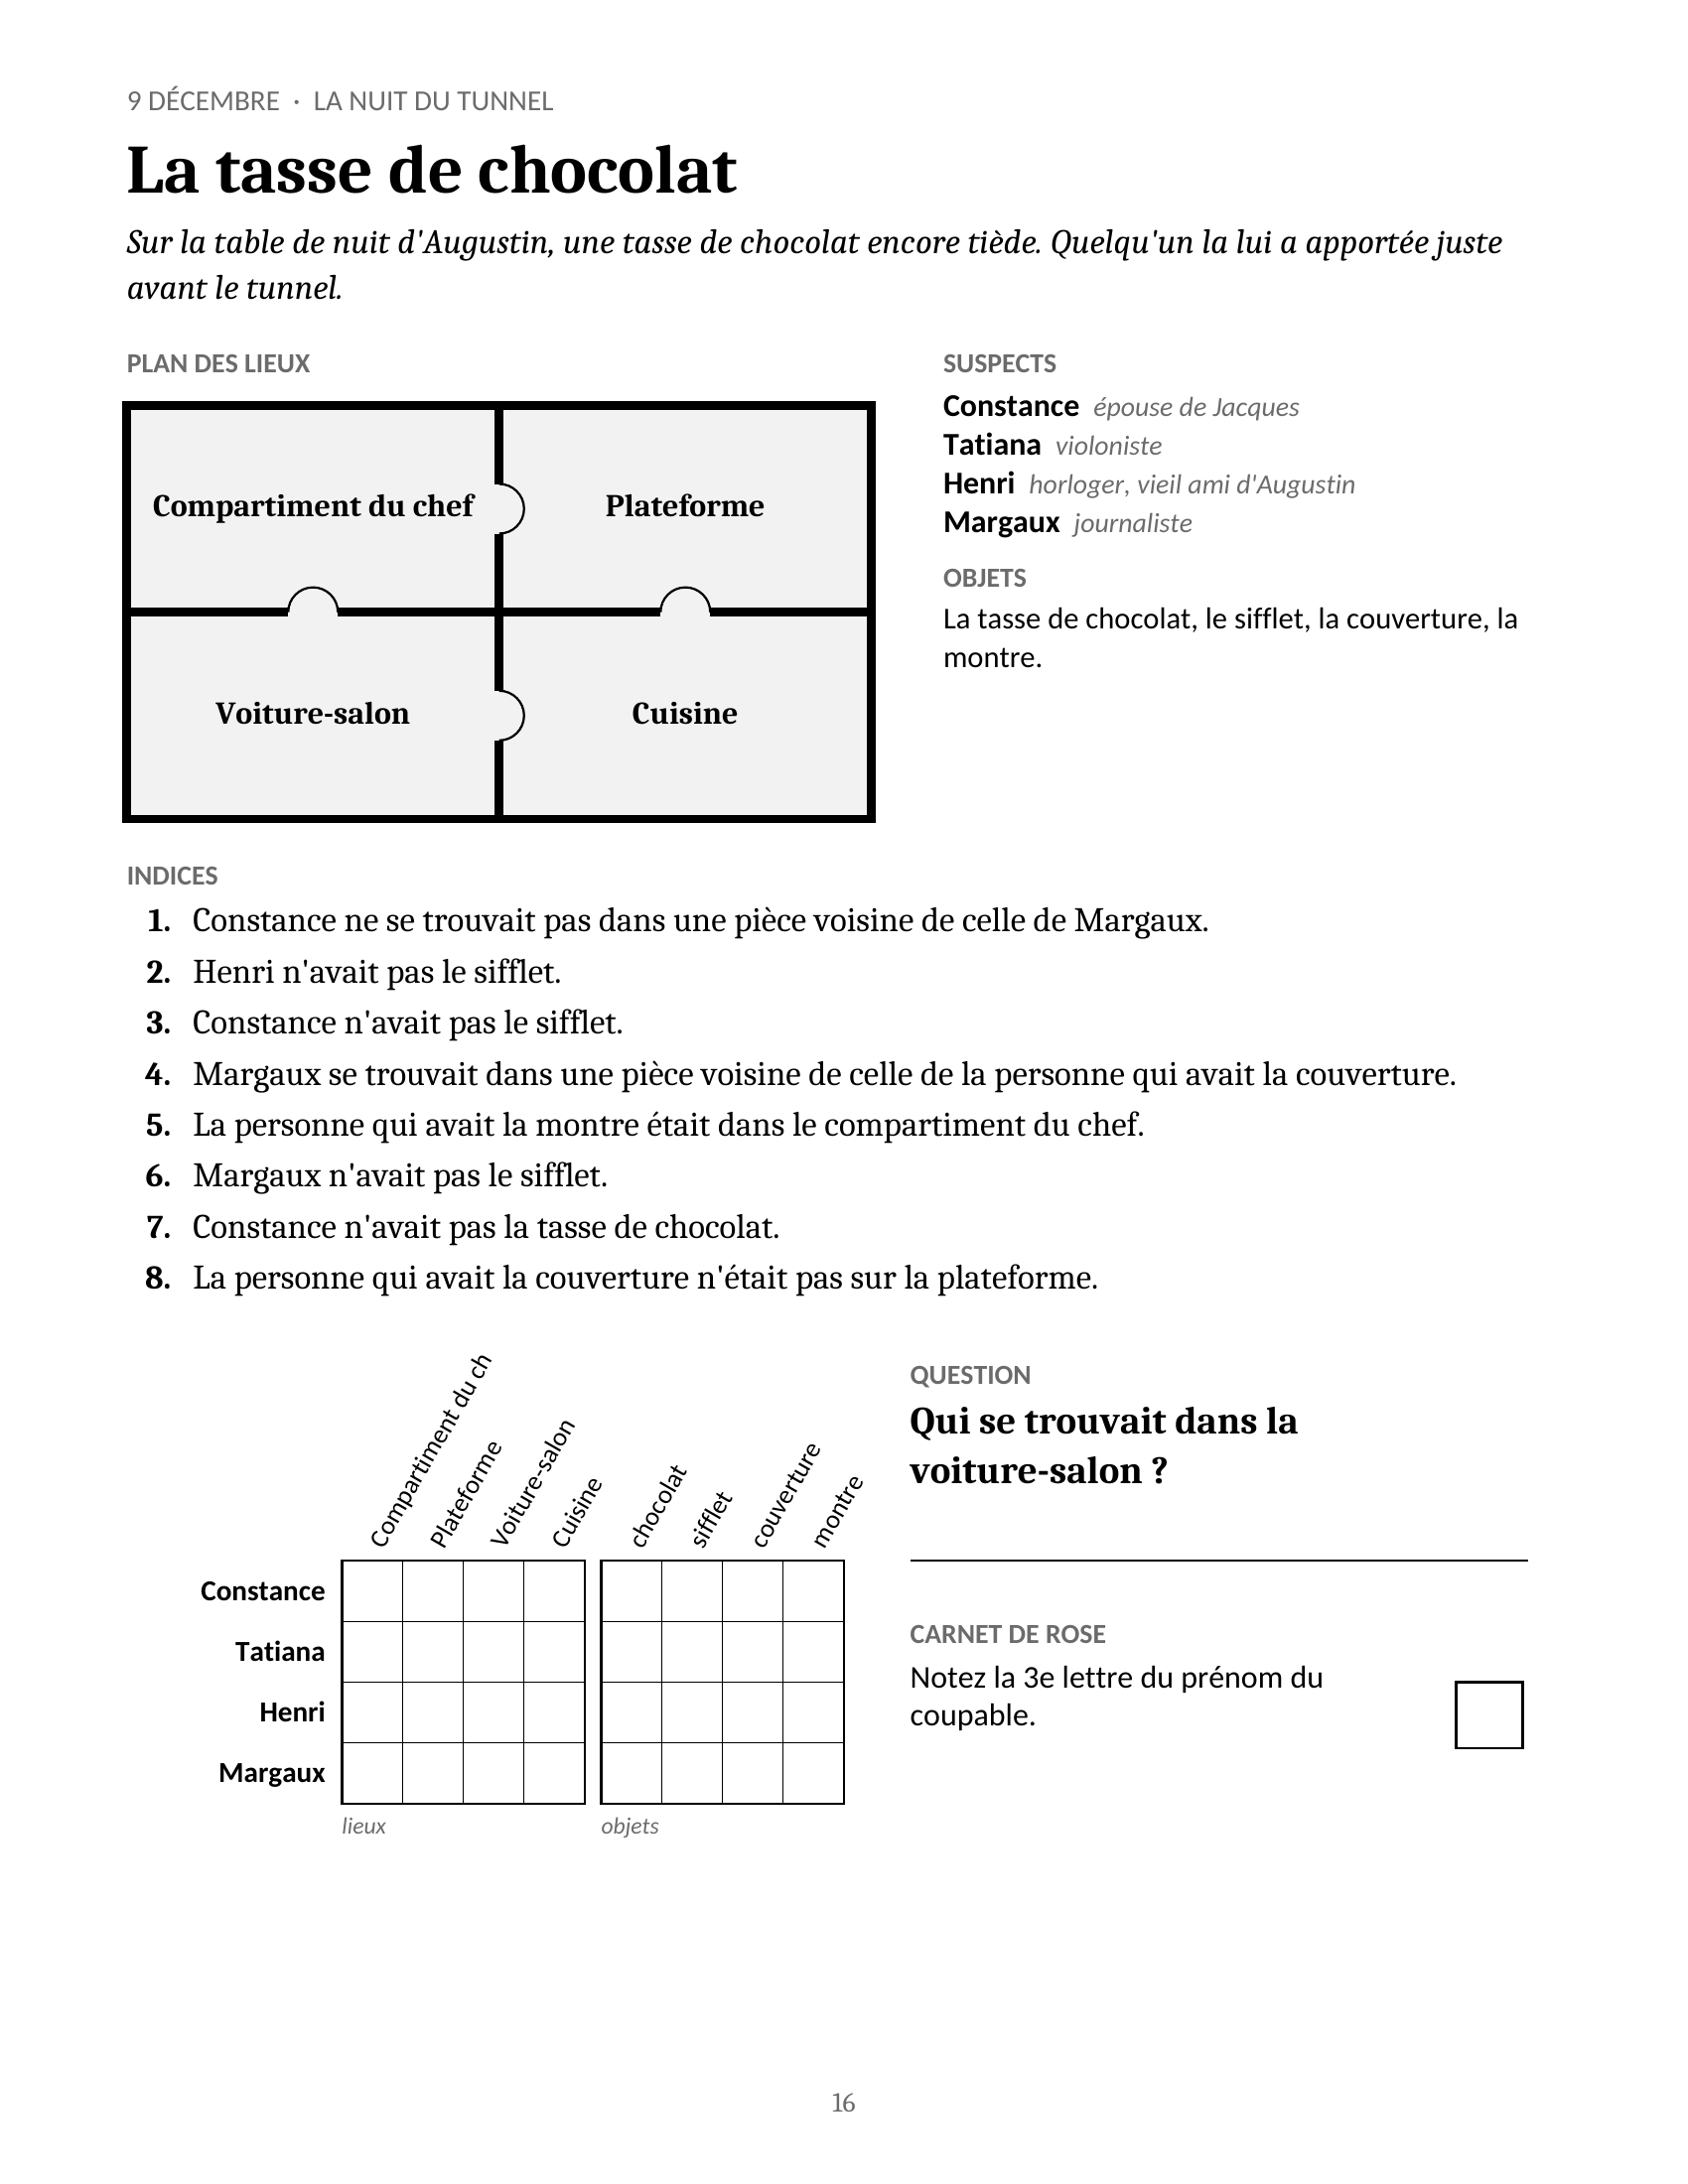 9 DÉCEMBRE · LA NUIT DU TUNNEL
La tasse de chocolat
Sur la table de nuit d'Augustin, une tasse de chocolat encore tiède. Quelqu'un la lui a apportée juste
avant le tunnel.
PLAN DES LIEUX
Compartiment du chef
Plateforme
Voiture-salon
Cuisine
SUSPECTS
Constance épouse de Jacques
Tatiana violoniste
Henri horloger, vieil ami d'Augustin
Margaux journaliste
OBJETS
La tasse de chocolat, le sifflet, la couverture, la
montre.
INDICES
1. Constance ne se trouvait pas dans une pièce voisine de celle de Margaux.
2. Henri n'avait pas le sifflet.
3. Constance n'avait pas le sifflet.
4. Margaux se trouvait dans une pièce voisine de celle de la personne qui avait la couverture.
5. La personne qui avait la montre était dans le compartiment du chef.
6. Margaux n'avait pas le sifflet.
7. Constance n'avait pas la tasse de chocolat.
8. La personne qui avait la couverture n'était pas sur la plateforme.
Compartiment du ch
Plateforme
Voiture-salon
Cuisine
chocolat
sifflet
couverture
montre
Constance
Tatiana
Henri
Margaux
lieux
objets
QUESTION
Qui se trouvait dans la
voiture-salon ?
CARNET DE ROSE
Notez la 3e lettre du prénom du
coupable.
16